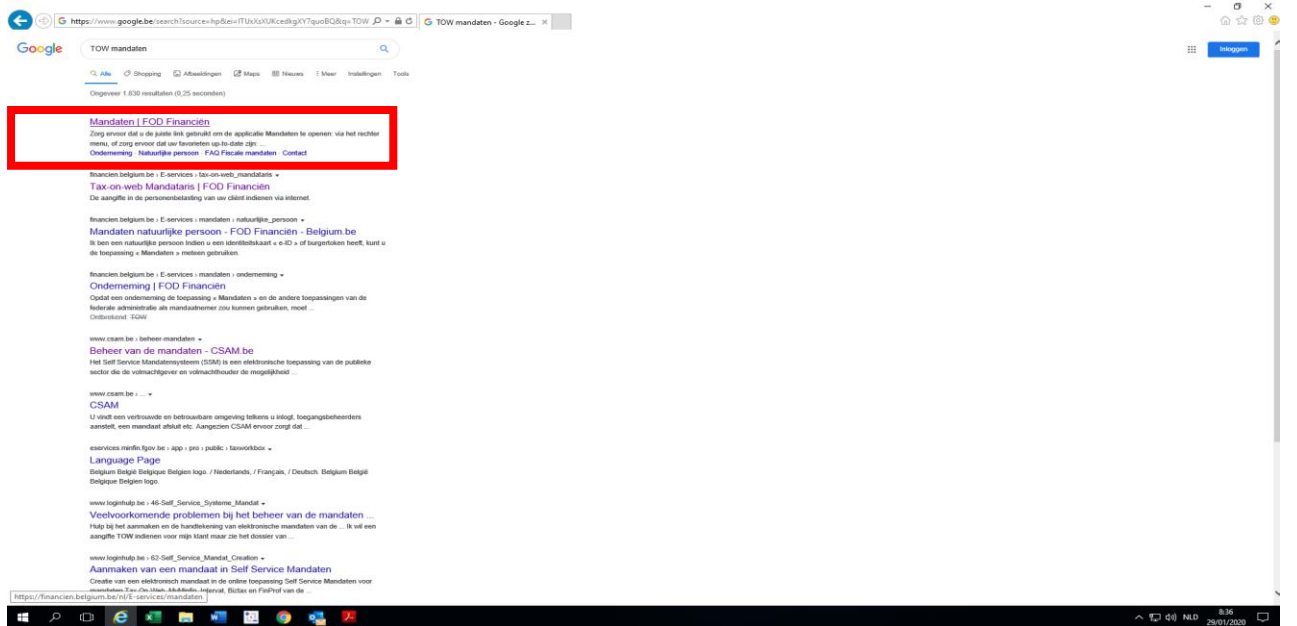 https://www.google.be/search?source=hp&ei=ITUxXsXUKcedlkgXY7quoBQ&q=TOW
TOW mandaten - Google z...
Google
TOW mandaten
Inloggen
Alle Shopping Afbeeldingen Maps Nieuws Meer Instellingen Tools
Ongeveer 1.830 resultaten (0,25 seconden)
Mandaten | FOD Financiën
Zorg ervoor dat u de juiste link gebruikt om de applicatie Mandaten te openen: via het rechter
menu, of zorg ervoor dat uw favorieten up-to-date zijn: ...
Onderneming · Natuurlijke persoon · FAQ Fiscale mandaten · Contact
financien.belgium.be › E-services › tax-on-web_mandataris
Tax-on-web Mandataris | FOD Financiën
De aangifte in de personenbelasting van uw cliënt indienen via internet.
financien.belgium.be › E-services › mandaten › natuurlijke_persoon
Mandaten natuurlijke persoon - FOD Financiën - Belgium.be
Ik ben een natuurlijke persoon Indien u een identiteitskaart « e-ID » of burgertoken heeft, kunt u
de toepassing « Mandaten » meteen gebruiken.
financien.belgium.be › E-services › mandaten › onderneming
Onderneming | FOD Financiën
Opdat een onderneming de toepassing « Mandaten » en de andere toepassingen van de
federale administratie als mandaatnemer zou kunnen gebruiken, moet ...
Ontbrekend: TOW
www.csam.be › beheer-mandaten
Beheer van de mandaten - CSAM.be
Het Self Service Mandatensysteem (SSM) is een elektronische toepassing van de publieke
sector die de volmachtgever en volmachthouder de mogelijkheid ...
www.csam.be › ...
CSAM
U vindt een vertrouwde en betrouwbare omgeving telkens u inlogt, toegangsbeheerders
aanstelt, een mandaat afsluit etc. Aangezien CSAM ervoor zorgt dat ...
eservices.minfin.fgov.be › app › pro › public › taxworkbox
Language Page
Belgium België Belgique Belgien logo. / Nederlands, / Français, / Deutsch. Belgium België
Belgique Belgien logo.
www.loginhulp.be › 46-Self_Service_Systeme_Mandat
Veelvoorkomende problemen bij het beheer van de mandaten ...
Hulp bij het aanmaken en de handtekening van elektronische mandaten van de ... Ik wil een
aangifte TOW indienen voor mijn klant maar zie het dossier van ...
www.loginhulp.be › 62-Self_Service_Mandat_Creation
Aanmaken van een mandaat in Self Service Mandaten
Creatie van een elektronisch mandaat in de online toepassing Self Service Mandaten voor
mandaten Tax-On-Web, MyMinfin, Intervat, Biztax en FinProf van de ...
https://financien.belgium.be/nl/E-services/mandaten
NLD
8:36
29/01/2020